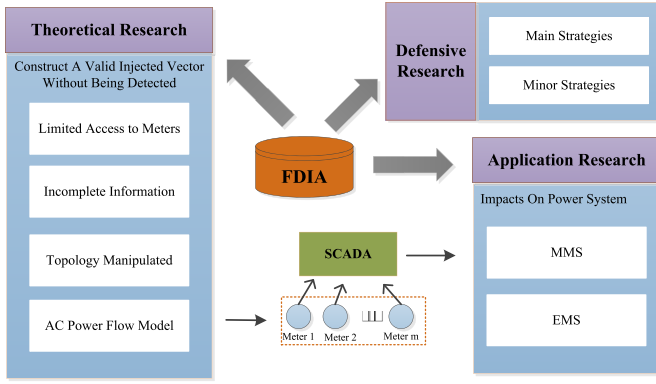 Theoretical Research
Construct A Valid Injected Vector
Without Being Detected
Limited Access to Meters
Incomplete Information
Topology Manipulated
AC Power Flow Model
Defensive
Research
Main Strategies
Minor Strategies
FDIA
Application Research
Impacts On Power System
MMS
EMS
SCADA
Meter 1
Meter 2
Meter m